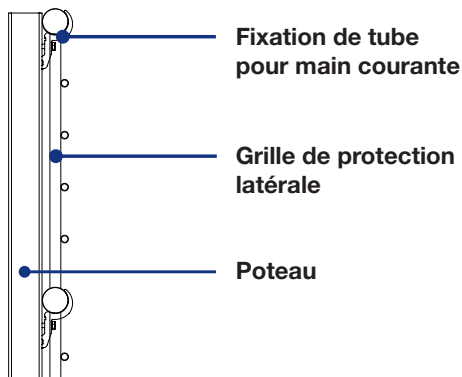 Fixation de tube
pour main courante
Grille de protection
latérale
Poteau